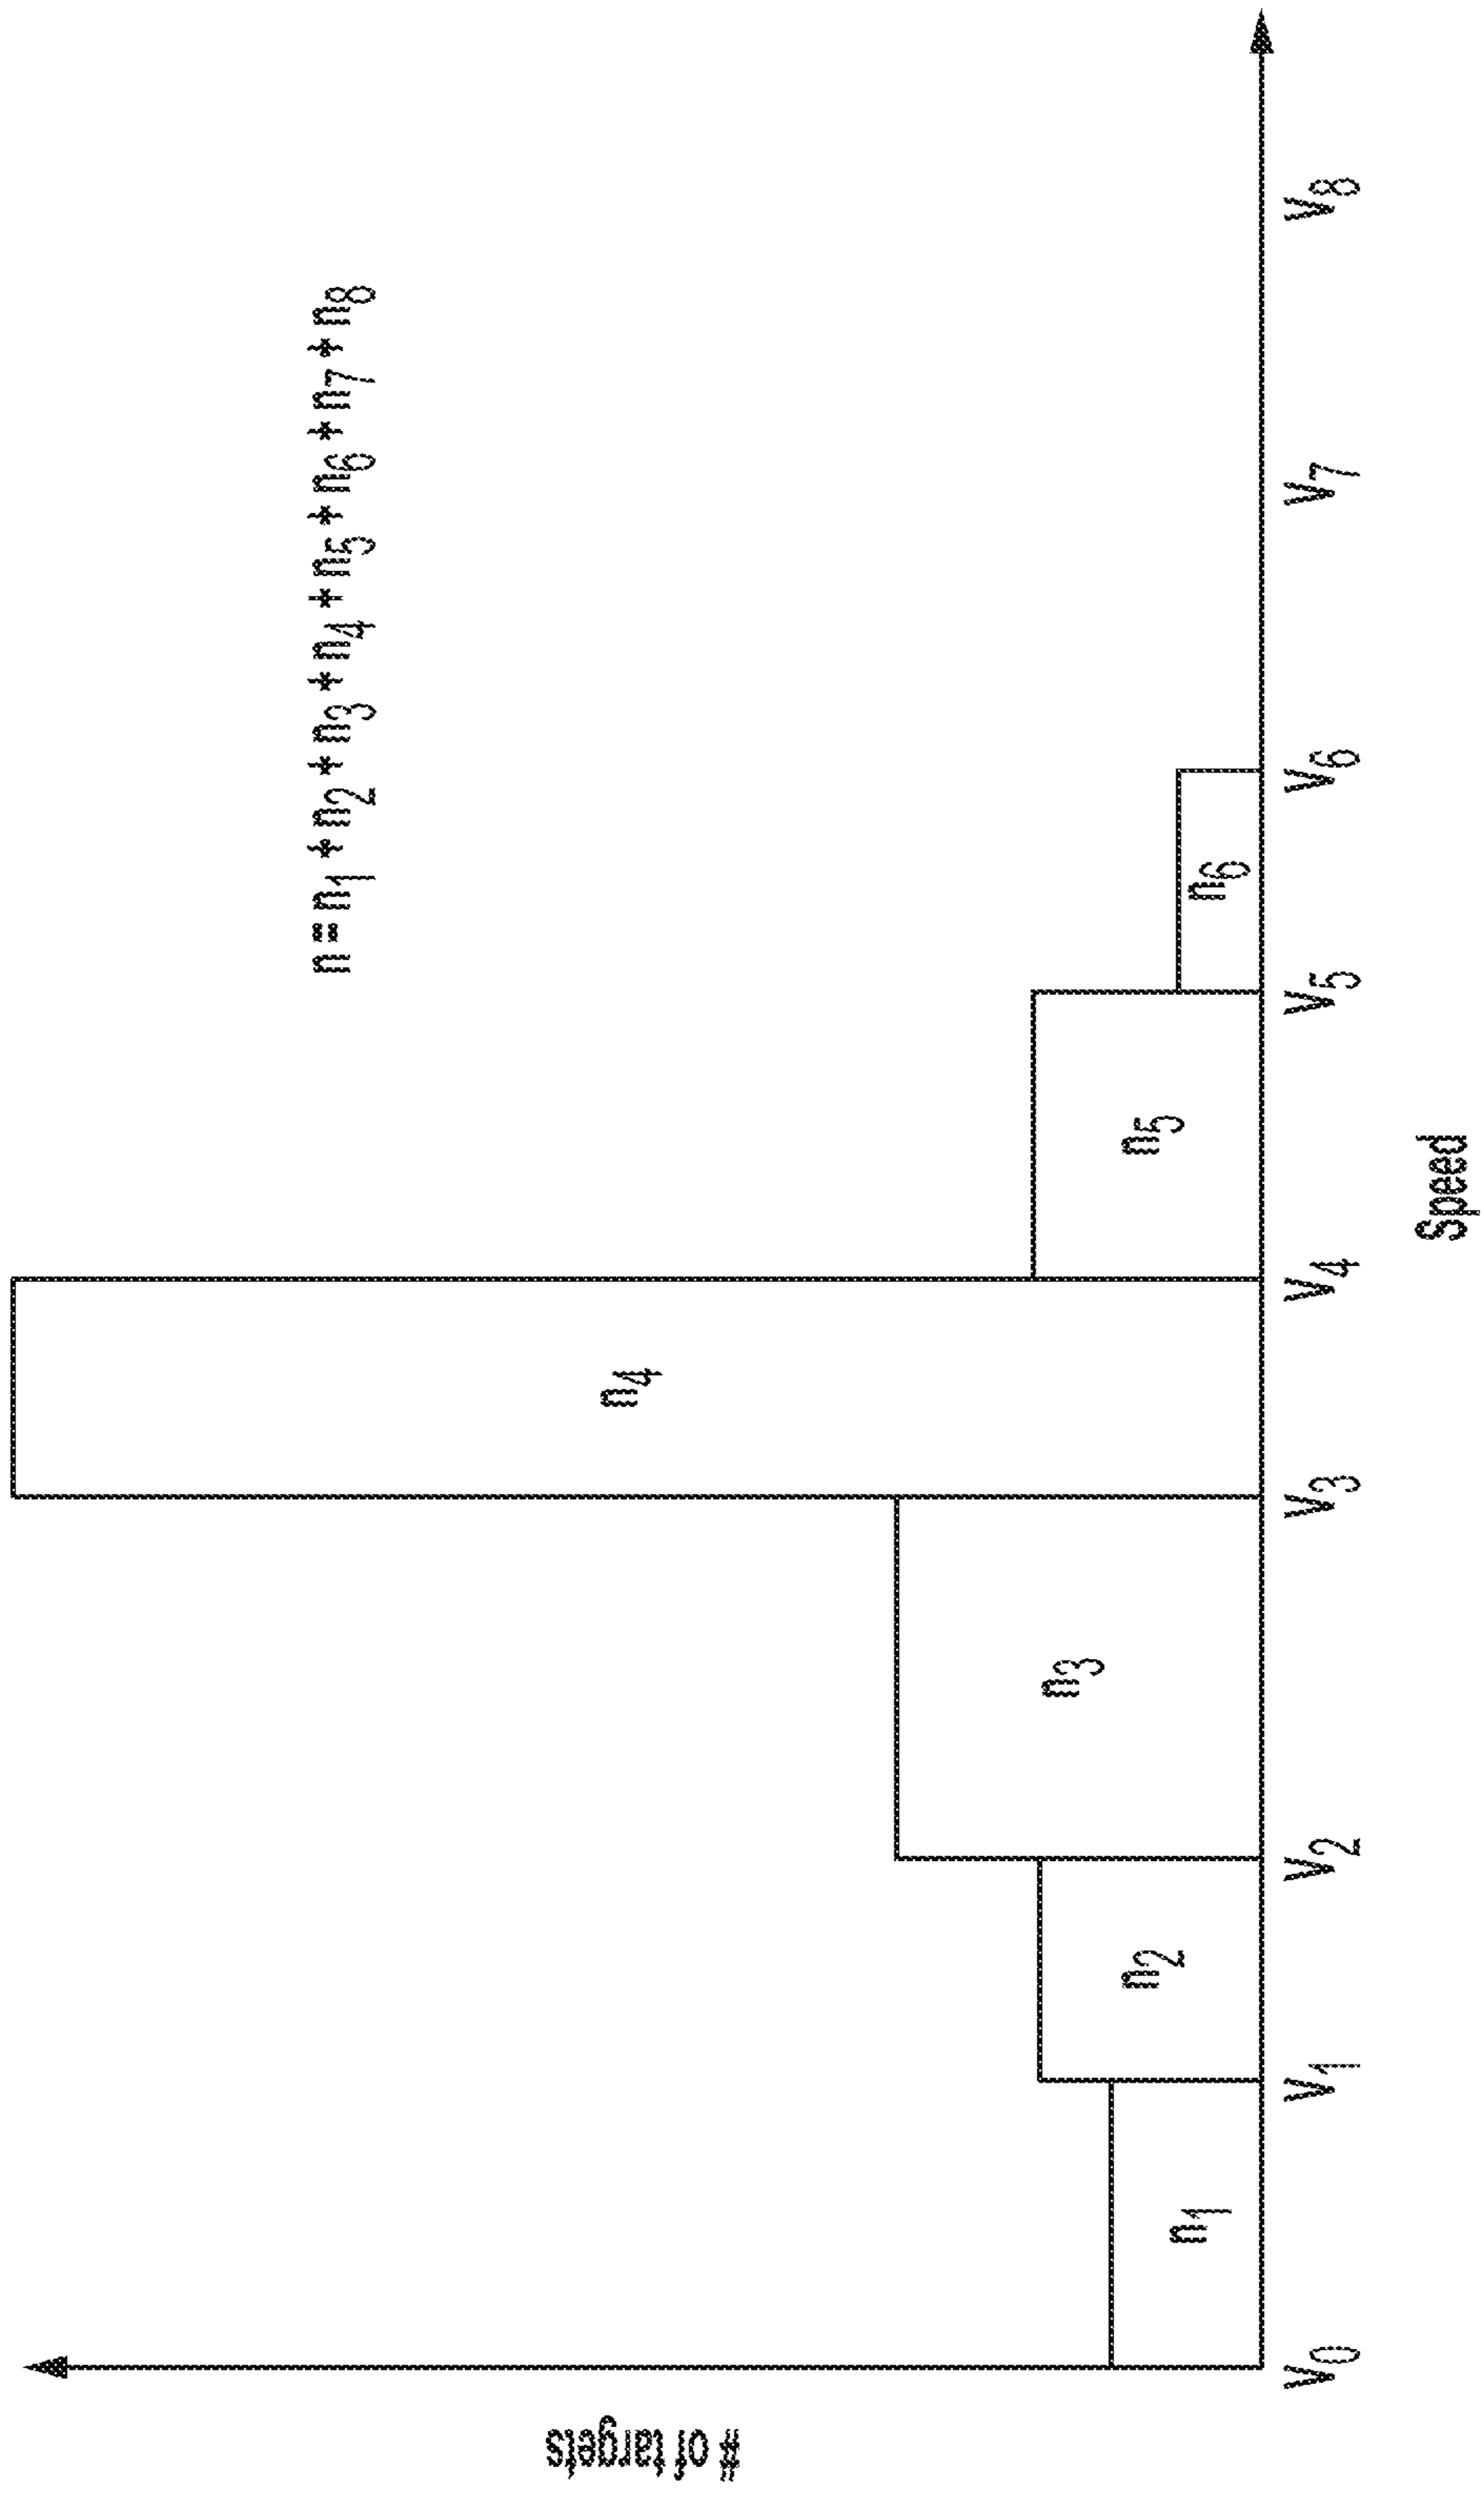 # of targets
n = n1 * n2 * n3 * n4 * n5 * n6 * n7 * n8
n1
n2
n3
n4
n5
n6
V0
V1
V2
V3
V4
V5
V6
V7
V8
Speed